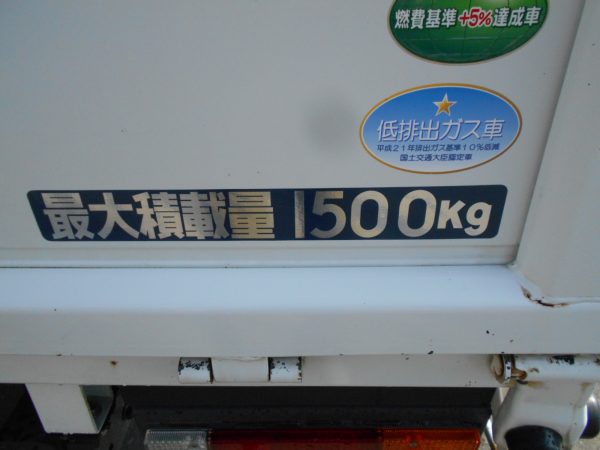 燃費基準+5%達成車
低排出ガス車
平成21年排出ガス基準10%低減
国土交通大臣認定車
最大積載量 1500Kg